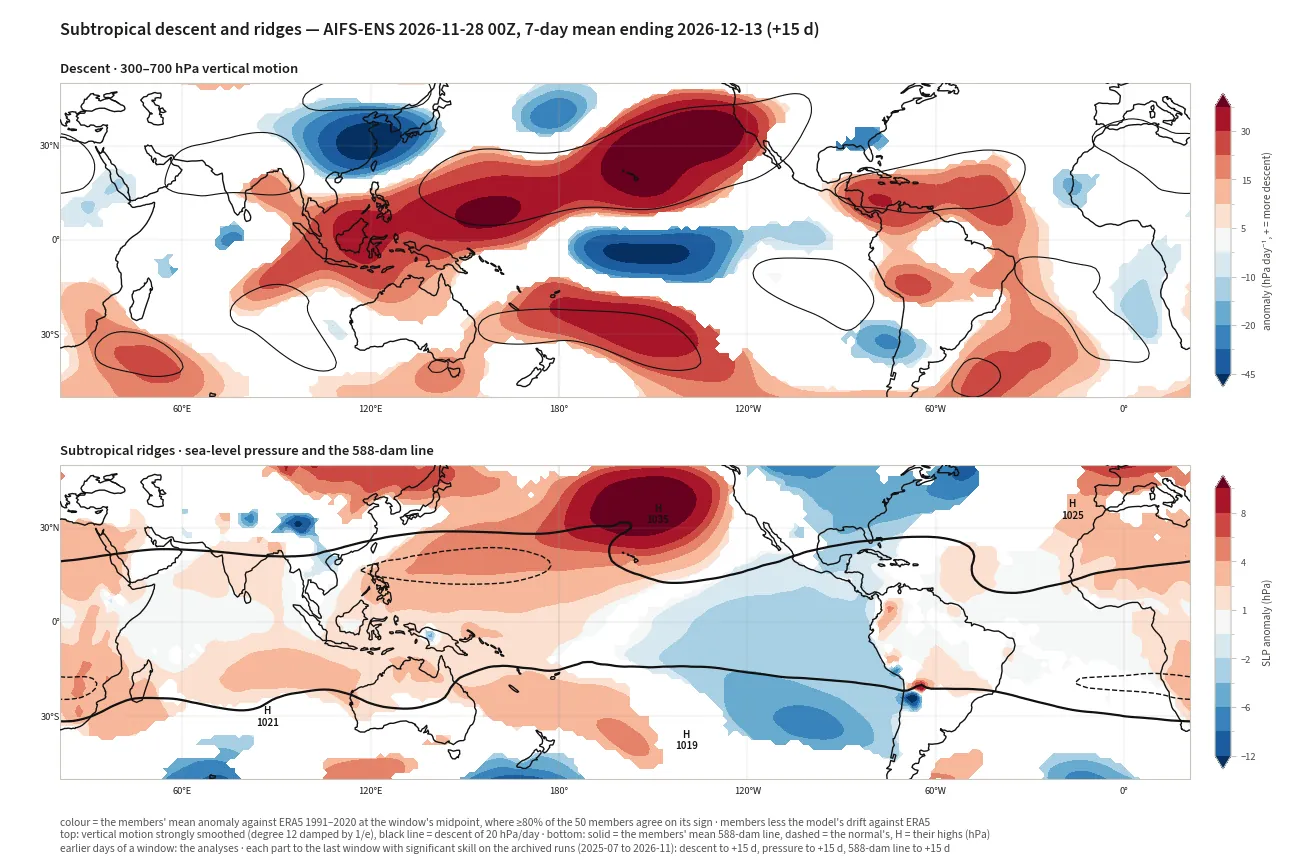 Subtropical descent and ridges — AIFS-ENS 2026-11-28 00Z, 7-day mean ending 2026-12-13 (+15 d)
Descent · 300–700 hPa vertical motion
30°N
0°
30°S
60°E
120°E
180°
120°W
60°W
0°
30
15
5
−10
−20
−45
anomaly (hPa day⁻¹, + = more descent)
Subtropical ridges · sea-level pressure and the 588-dam line
H
1035
H
1025
H
1021
H
1019
30°N
0°
30°S
60°E
120°E
180°
120°W
60°W
0°
8
4
1
−2
−6
−12
SLP anomaly (hPa)
colour = the members' mean anomaly against ERA5 1991–2020 at the window's midpoint, where ≥80% of the 50 members agree on its sign · members less the model's drift against ERA5
top: vertical motion strongly smoothed (degree 12 damped by 1/e), black line = descent of 20 hPa/day · bottom: solid = the members' mean 588-dam line, dashed = the normal's, H = their highs (hPa)
earlier days of a window: the analyses · each part to the last window with significant skill on the archived runs (2025-07 to 2026-11): descent to +15 d, pressure to +15 d, 588-dam line to +15 d